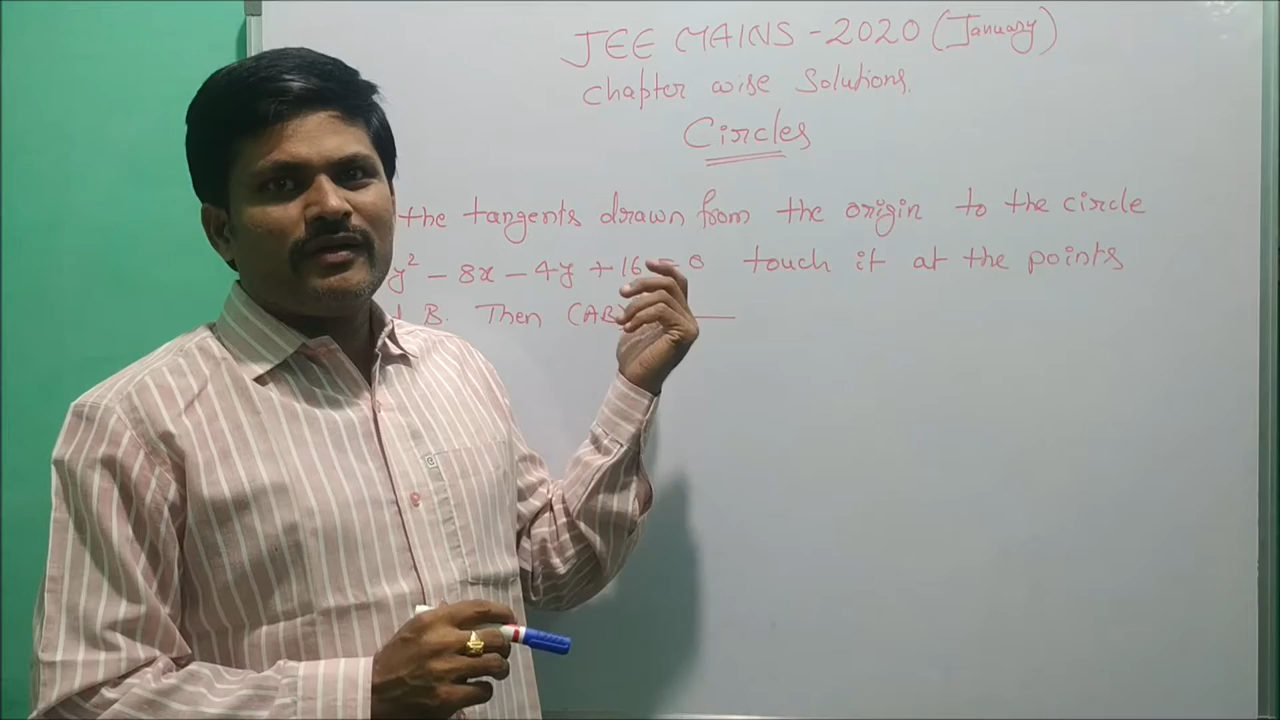 JEE MAINS - 2020 (January)
chapter wise solutions.
Circles
the tangents drawn from the origin to the circle
y² - 8x - 4y + 16 = 0 touch it at the points
B. Then (AB)